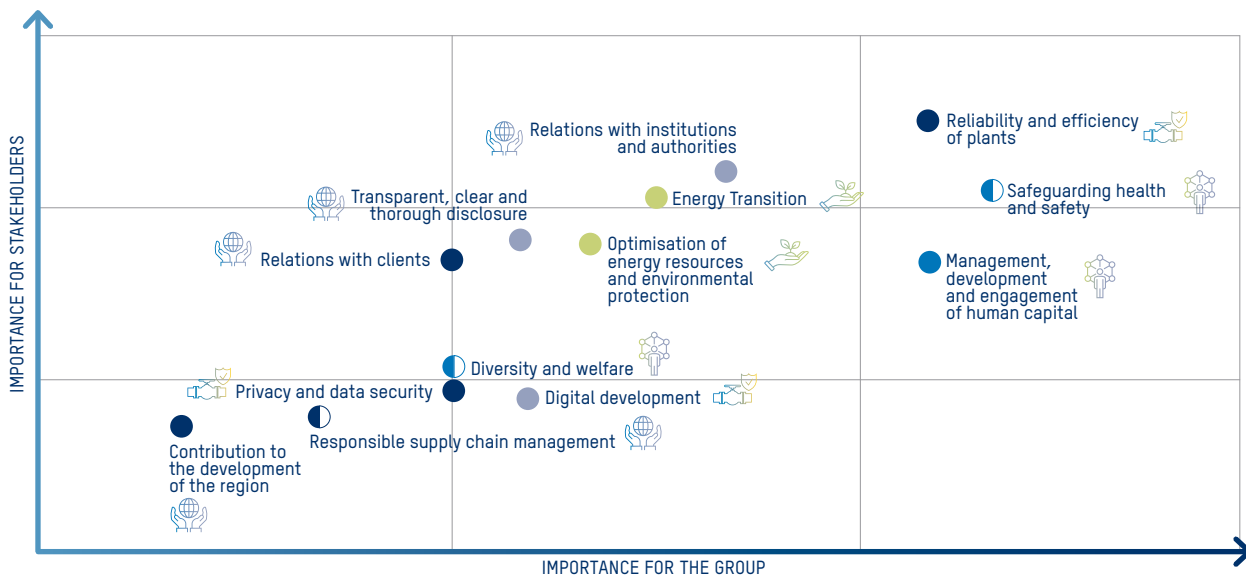 IMPORTANCE FOR STAKEHOLDERS
Reliability and efficiency
of plants
Relations with institutions
and authorities
Safeguarding health
and safety
Transparent, clear and
thorough disclosure
Energy Transition
Relations with clients
Optimisation of
energy resources
and environmental
protection
Management,
development
and engagement
of human capital
Diversity and welfare
Privacy and data security
Digital development
Responsible supply chain management
Contribution to
the development
of the region
IMPORTANCE FOR THE GROUP